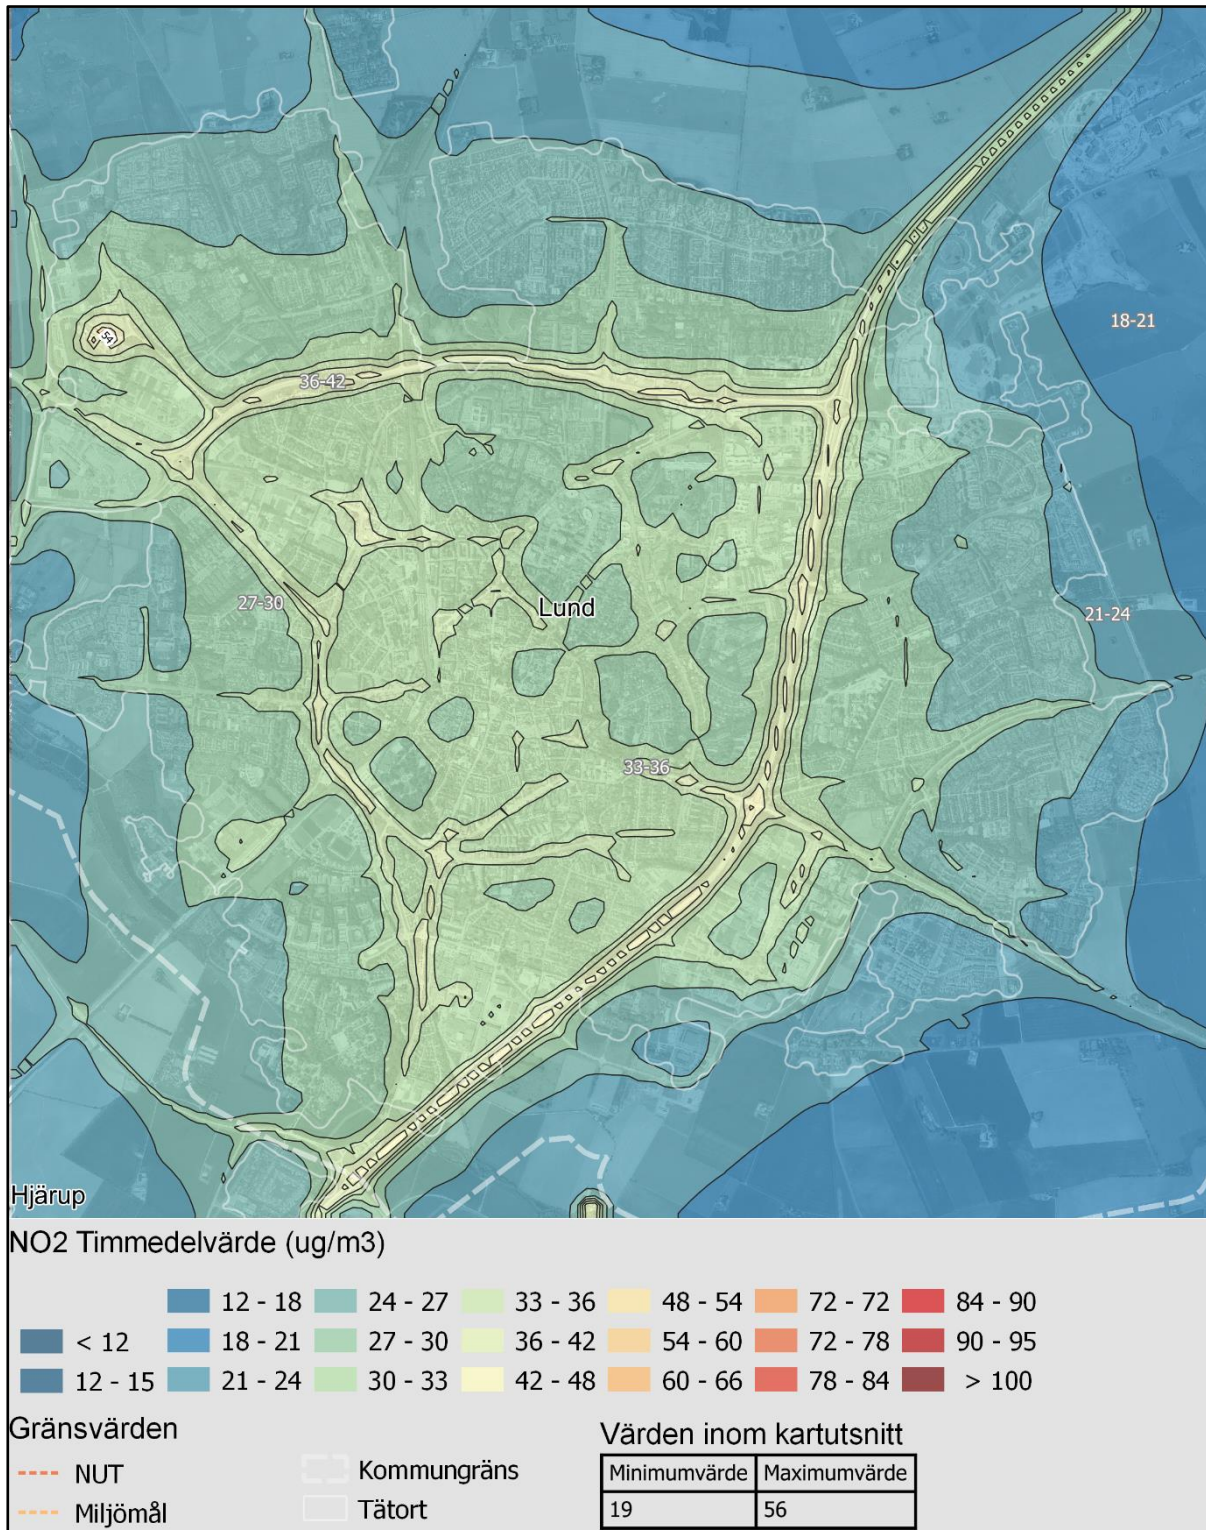 18-21
54
36-42
27-30
Lund
21-24
33-36
Hjärup
NO2 Timmedelvärde (ug/m3)
12 - 18 24 - 27 33 - 36 48 - 54 72 - 72 84 - 90
< 12 18 - 21 27 - 30 36 - 42 54 - 60 72 - 78 90 - 95
12 - 15 21 - 24 30 - 33 42 - 48 60 - 66 78 - 84 > 100
Gränsvärden
NUT
Miljömål
Kommungräns
Tätort
Värden inom kartutsnitt
Minimumvärde Maximumvärde
19 56